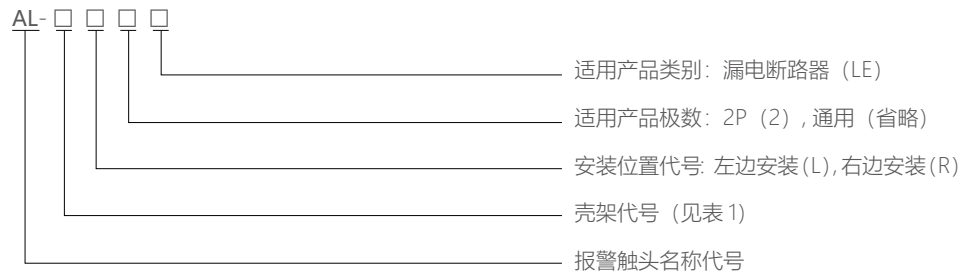 AL-□ □ □ □
适用产品类别：漏电断路器（LE）
适用产品极数：2P（2），通用（省略）
安装位置代号: 左边安装(L),右边安装(R)
壳架代号（见表1）
报警触头名称代号